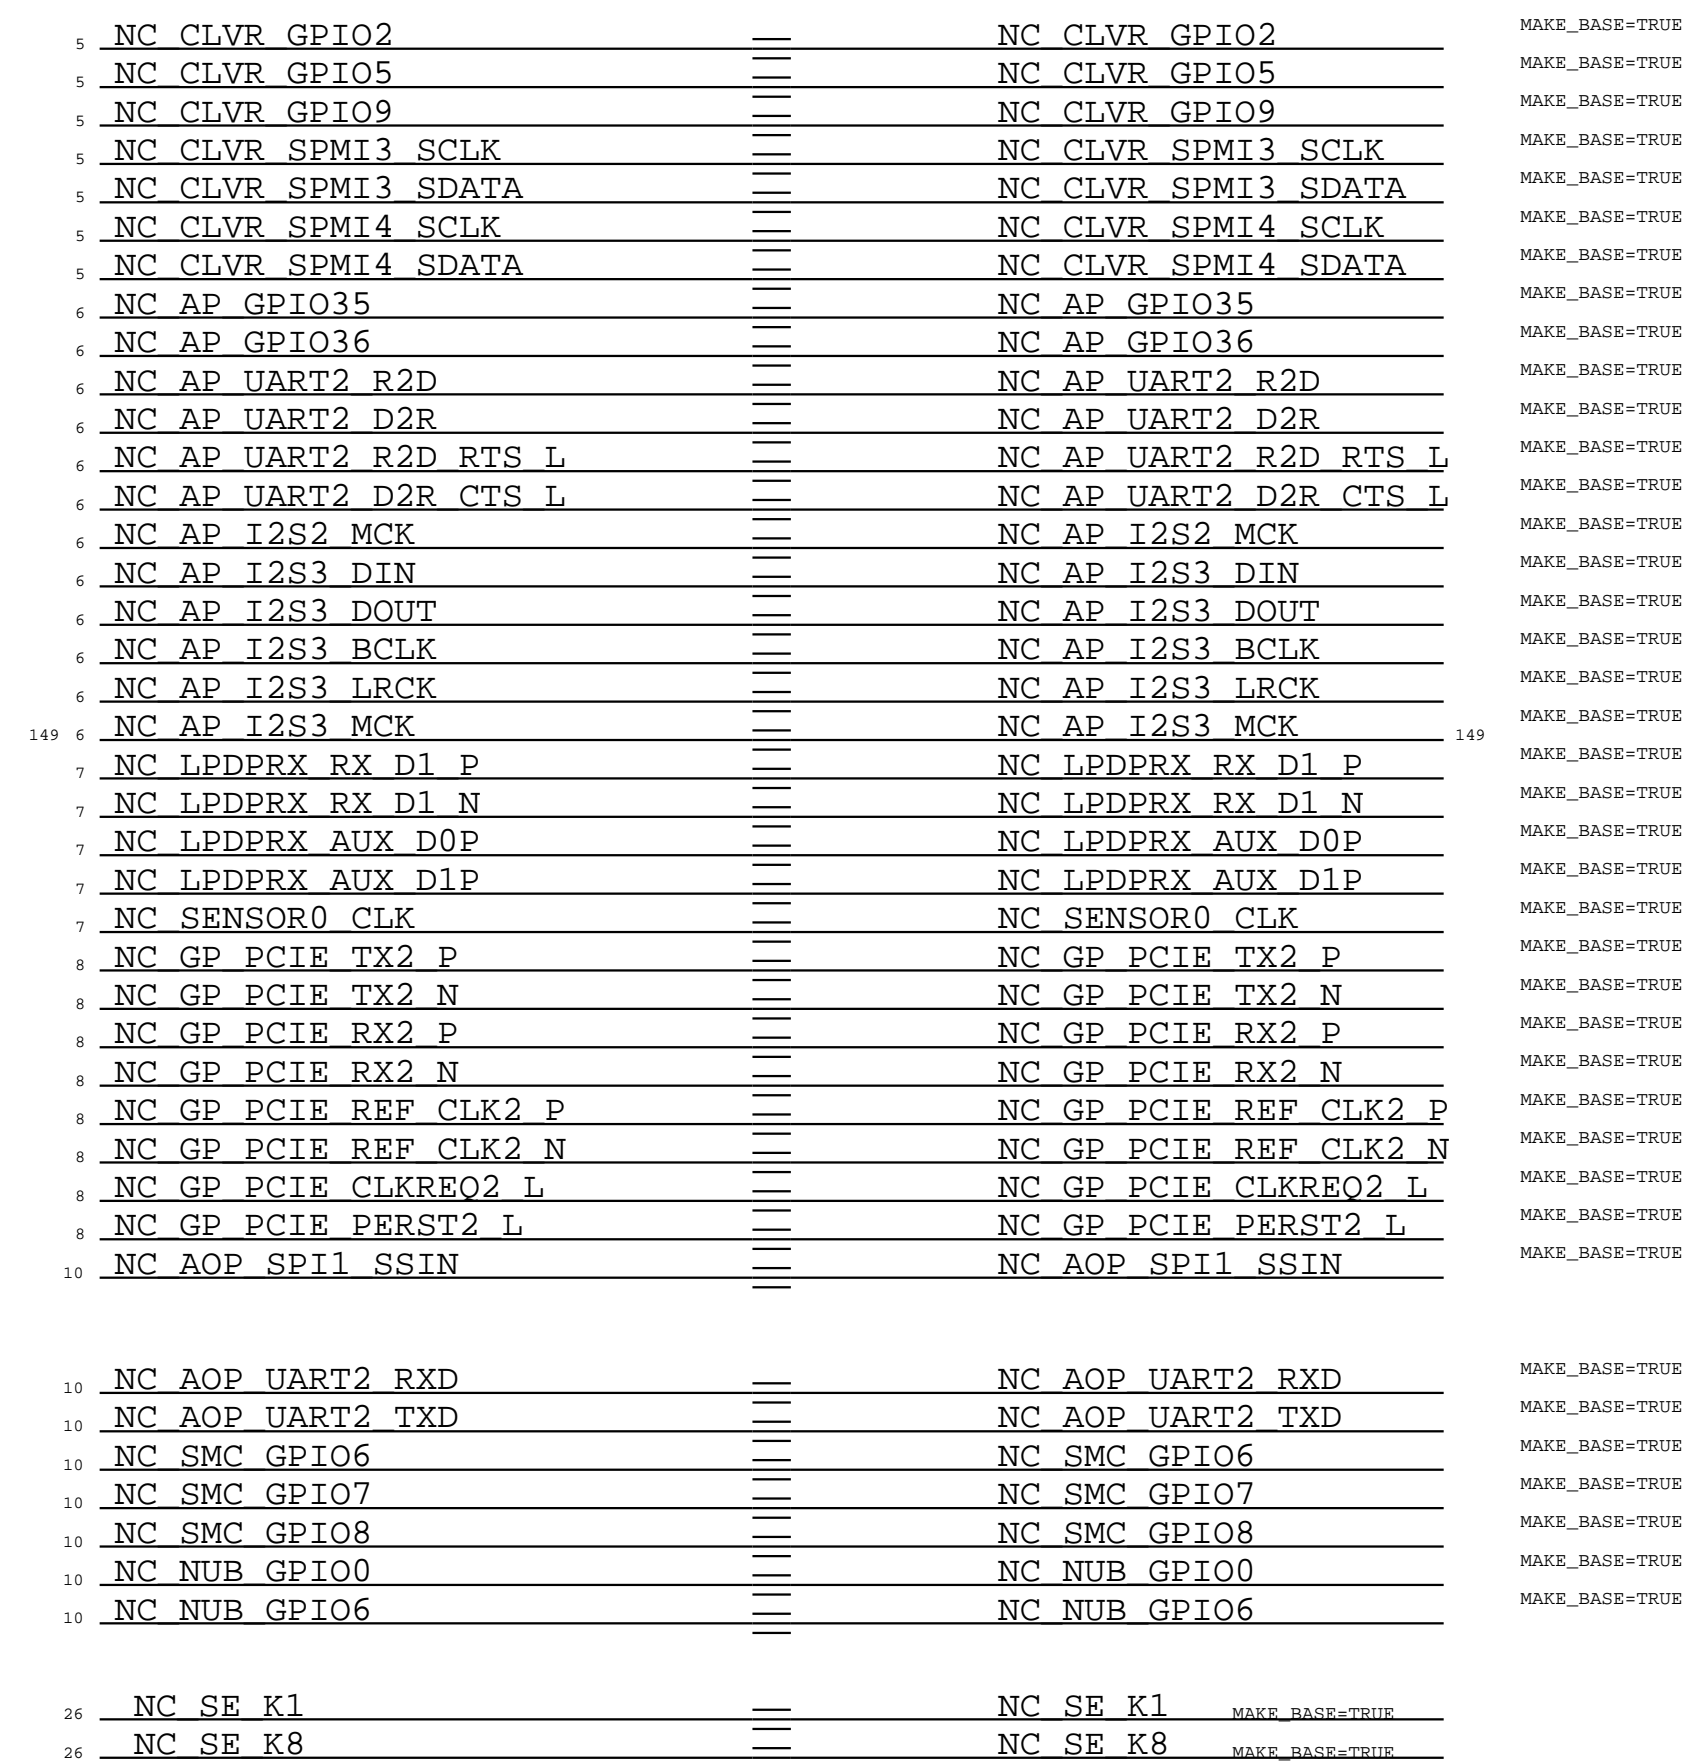 5 NC_CLVR_GPIO2 NC_CLVR_GPIO2 MAKE_BASE=TRUE
5 NC_CLVR_GPIO5 NC_CLVR_GPIO5 MAKE_BASE=TRUE
5 NC_CLVR_GPIO9 NC_CLVR_GPIO9 MAKE_BASE=TRUE
5 NC_CLVR_SPMI3_SCLK NC_CLVR_SPMI3_SCLK MAKE_BASE=TRUE
5 NC_CLVR_SPMI3_SDATA NC_CLVR_SPMI3_SDATA MAKE_BASE=TRUE
5 NC_CLVR_SPMI4_SCLK NC_CLVR_SPMI4_SCLK MAKE_BASE=TRUE
5 NC_CLVR_SPMI4_SDATA NC_CLVR_SPMI4_SDATA MAKE_BASE=TRUE
6 NC_AP_GPIO35 NC_AP_GPIO35 MAKE_BASE=TRUE
6 NC_AP_GPIO36 NC_AP_GPIO36 MAKE_BASE=TRUE
6 NC_AP_UART2_R2D NC_AP_UART2_R2D MAKE_BASE=TRUE
6 NC_AP_UART2_D2R NC_AP_UART2_D2R MAKE_BASE=TRUE
6 NC_AP_UART2_R2D_RTS_L NC_AP_UART2_R2D_RTS_L MAKE_BASE=TRUE
6 NC_AP_UART2_D2R_CTS_L NC_AP_UART2_D2R_CTS_L MAKE_BASE=TRUE
6 NC_AP_I2S2_MCK NC_AP_I2S2_MCK MAKE_BASE=TRUE
6 NC_AP_I2S3_DIN NC_AP_I2S3_DIN MAKE_BASE=TRUE
6 NC_AP_I2S3_DOUT NC_AP_I2S3_DOUT MAKE_BASE=TRUE
6 NC_AP_I2S3_BCLK NC_AP_I2S3_BCLK MAKE_BASE=TRUE
6 NC_AP_I2S3_LRCK NC_AP_I2S3_LRCK MAKE_BASE=TRUE
149 6 NC_AP_I2S3_MCK NC_AP_I2S3_MCK 149 MAKE_BASE=TRUE
7 NC_LPDPRX_RX_D1_P NC_LPDPRX_RX_D1_P MAKE_BASE=TRUE
7 NC_LPDPRX_RX_D1_N NC_LPDPRX_RX_D1_N MAKE_BASE=TRUE
7 NC_LPDPRX_AUX_D0P NC_LPDPRX_AUX_D0P MAKE_BASE=TRUE
7 NC_LPDPRX_AUX_D1P NC_LPDPRX_AUX_D1P MAKE_BASE=TRUE
7 NC_SENSOR0_CLK NC_SENSOR0_CLK MAKE_BASE=TRUE
8 NC_GP_PCIE_TX2_P NC_GP_PCIE_TX2_P MAKE_BASE=TRUE
8 NC_GP_PCIE_TX2_N NC_GP_PCIE_TX2_N MAKE_BASE=TRUE
8 NC_GP_PCIE_RX2_P NC_GP_PCIE_RX2_P MAKE_BASE=TRUE
8 NC_GP_PCIE_RX2_N NC_GP_PCIE_RX2_N MAKE_BASE=TRUE
8 NC_GP_PCIE_REF_CLK2_P NC_GP_PCIE_REF_CLK2_P MAKE_BASE=TRUE
8 NC_GP_PCIE_REF_CLK2_N NC_GP_PCIE_REF_CLK2_N MAKE_BASE=TRUE
8 NC_GP_PCIE_CLKREQ2_L NC_GP_PCIE_CLKREQ2_L MAKE_BASE=TRUE
8 NC_GP_PCIE_PERST2_L NC_GP_PCIE_PERST2_L MAKE_BASE=TRUE
10 NC_AOP_SPI1_SSIN NC_AOP_SPI1_SSIN MAKE_BASE=TRUE
10 NC_AOP_UART2_RXD NC_AOP_UART2_RXD MAKE_BASE=TRUE
10 NC_AOP_UART2_TXD NC_AOP_UART2_TXD MAKE_BASE=TRUE
10 NC_SMC_GPIO6 NC_SMC_GPIO6 MAKE_BASE=TRUE
10 NC_SMC_GPIO7 NC_SMC_GPIO7 MAKE_BASE=TRUE
10 NC_SMC_GPIO8 NC_SMC_GPIO8 MAKE_BASE=TRUE
10 NC_NUB_GPIO0 NC_NUB_GPIO0 MAKE_BASE=TRUE
10 NC_NUB_GPIO6 NC_NUB_GPIO6 MAKE_BASE=TRUE
26 NC_SE_K1 NC_SE_K1 MAKE_BASE=TRUE
26 NC_SE_K8 NC_SE_K8 MAKE_BASE=TRUE